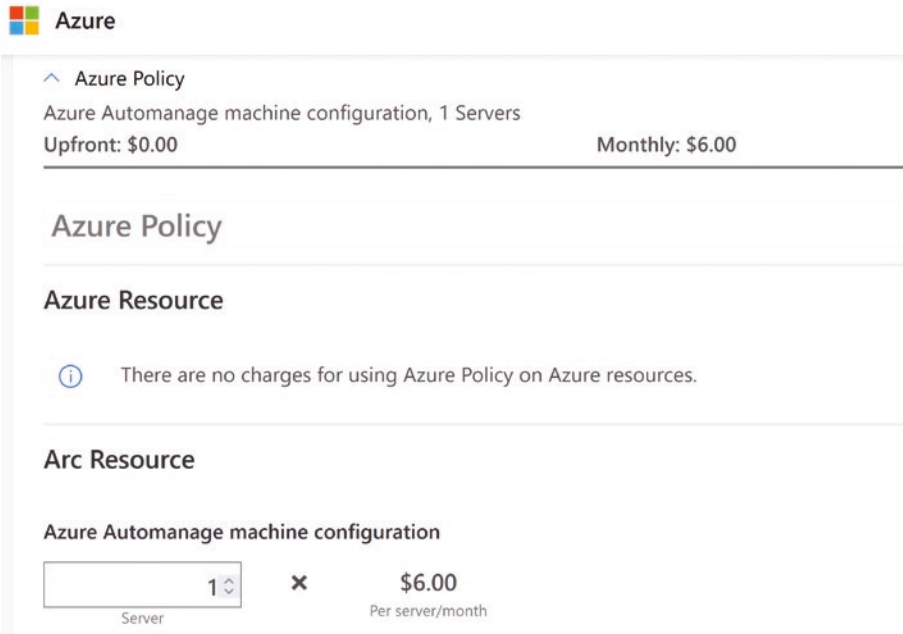 Azure
Azure Policy
Azure Automanage machine configuration, 1 Servers
Upfront: $0.00 Monthly: $6.00
Azure Policy
Azure Resource
There are no charges for using Azure Policy on Azure resources.
Arc Resource
Azure Automanage machine configuration
1 × $6.00
Server Per server/month